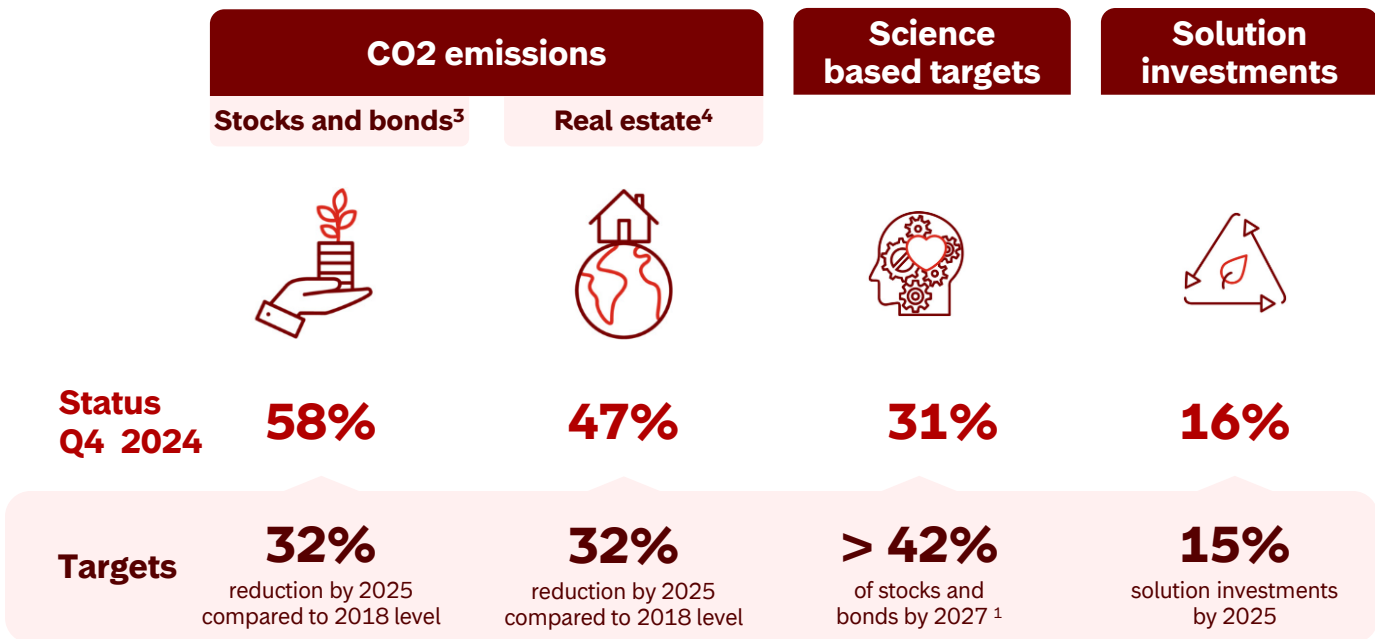 CO2 emissions
Science
based targets
Solution
investments
Stocks and bonds³
Real estate⁴
Status
Q4 2024
58%
47%
31%
16%
Targets
32%
reduction by 2025
compared to 2018 level
32%
reduction by 2025
compared to 2018 level
> 42%
of stocks and
bonds by 2027 ¹
15%
solution investments
by 2025